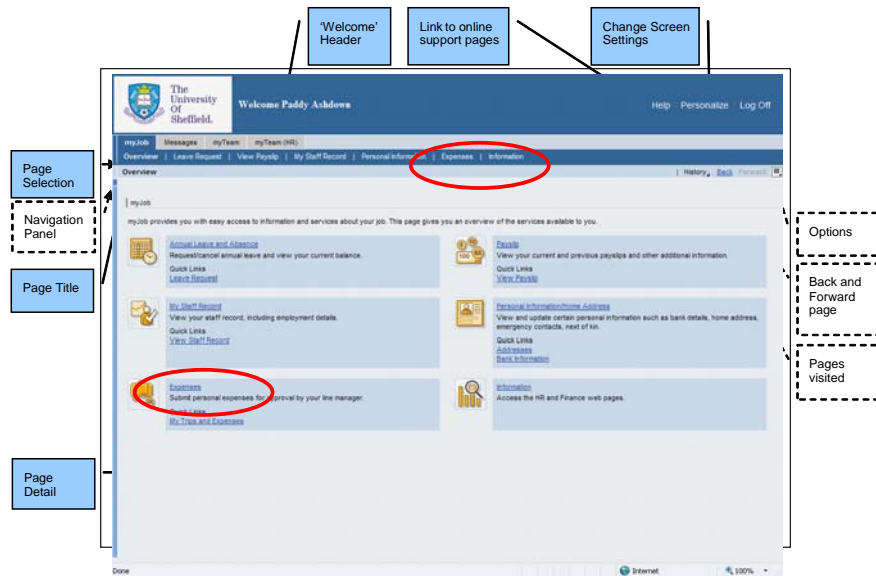 'Welcome'
Header
Link to online
support pages
Change Screen
Settings
The
University
Of
Sheffield.
Welcome Paddy Ashdown
Help Personalize Log Off
myJob Messages myTeam myTeam (HR)
Overview | Leave Request | View Payslip | My Staff Record | Personal Information | Expenses | Information
Overview
| History Back Forward
Page
Selection
Navigation
Panel
Page Title
Page
Detail
myJob
myJob provides you with easy access to information and services about your job. This page gives you an overview of the services available to you.
Annual Leave and Absence
Request/cancel annual leave and view your current balance.
Quick Links
Leave Request
Payslip
View your current and previous payslips and other additional information.
Quick Links
View Payslip
My Staff Record
View your staff record, including employment details.
Quick Links
View Staff Record
Personal Information/home Address
View and update certain personal information such as bank details, home address,
emergency contacts, next of kin.
Quick Links
Addresses
Bank Information
Expenses
Submit personal expenses for approval by your line manager.
Quick Links
My Trips and Expenses
Information
Access the HR and Finance web pages.
Options
Back and
Forward
page
Pages
visited
Done
Internet
100%